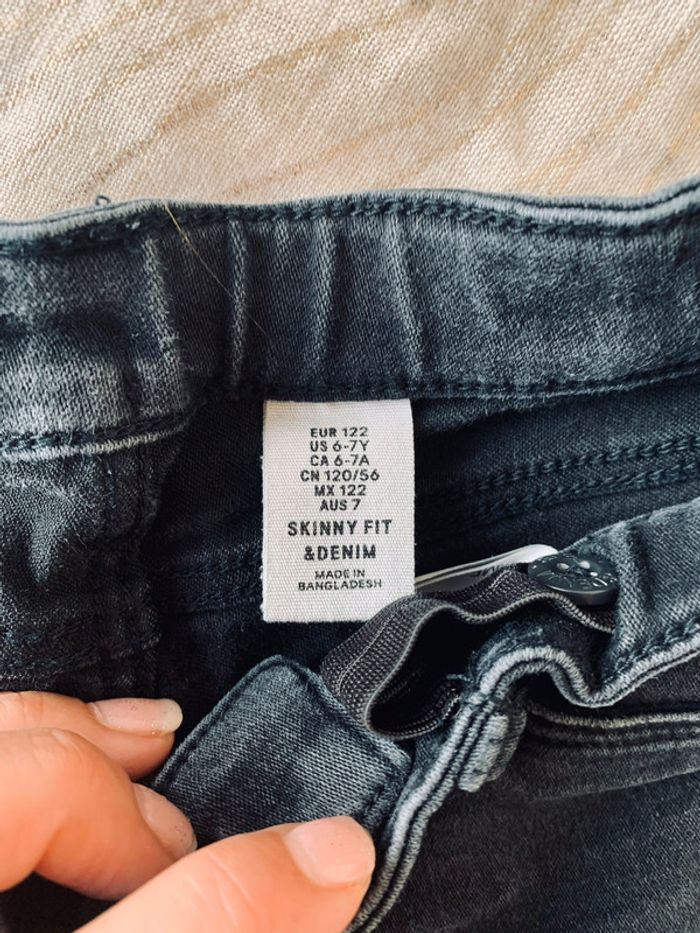 EUR 122
US 6-7Y
CA 6-7A
CN 120/56
MX 122
AUS 7
SKINNY FIT
&DENIM
MADE IN
BANGLADESH